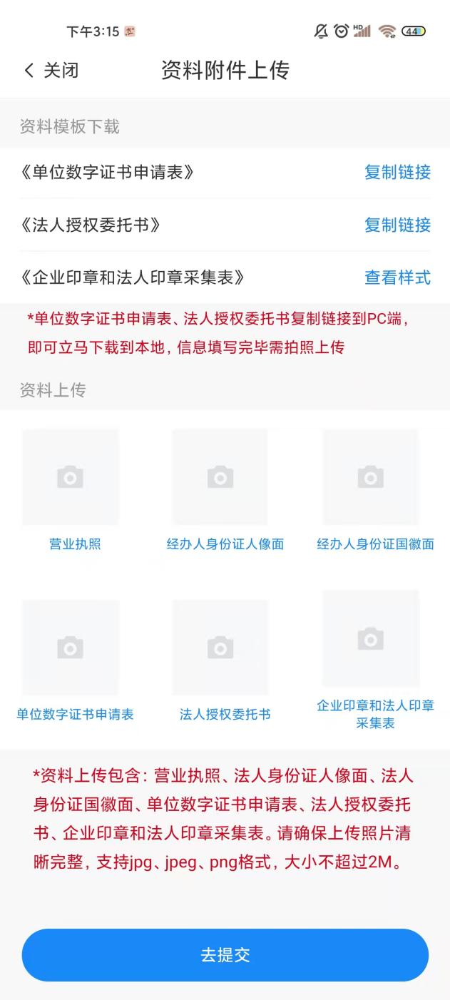 下午3:15
HD
44
关闭
资料附件上传
资料模板下载
《单位数字证书申请表》
复制链接
《法人授权委托书》
复制链接
《企业印章和法人印章采集表》
查看样式
*单位数字证书申请表、法人授权委托书复制链接到PC端，
即可立马下载到本地，信息填写完毕需拍照上传
资料上传
营业执照
经办人身份证人像面
经办人身份证国徽面
单位数字证书申请表
法人授权委托书
企业印章和法人印章
采集表
*资料上传包含：营业执照、法人身份证人像面、法人
身份证国徽面、单位数字证书申请表、法人授权委托
书、企业印章和法人印章采集表。请确保上传照片清
晰完整，支持jpg、jpeg、png格式，大小不超过2M。
去提交